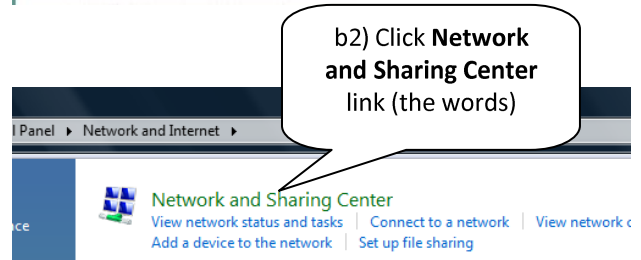 b2) Click Network
and Sharing Center
link (the words)
l Panel ▸ Network and Internet ▸
Network and Sharing Center
View network status and tasks | Connect to a network | View network
Add a device to the network | Set up file sharing